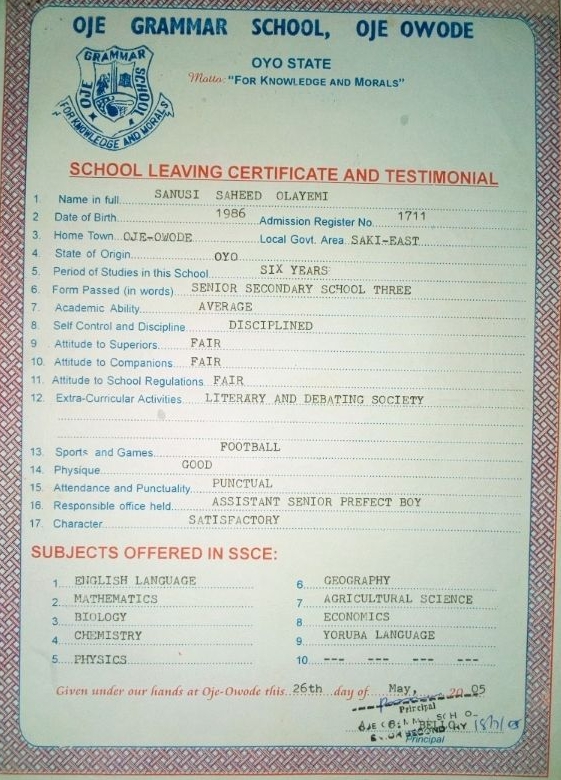 OJE GRAMMAR SCHOOL, OJE OWODE
OYO STATE
Motto: "FOR KNOWLEDGE AND MORALS"
OJE GRAMMAR SCHOOL
FOR KNOWLEDGE AND MORALS
SCHOOL LEAVING CERTIFICATE AND TESTIMONIAL
1. Name in full SANUSI SAHEED OLAYEMI
2 Date of Birth 1986 Admission Register No. 1711
3. Home Town OJE-OWODE Local Govt. Area SAKI-EAST
4. State of Origin OYO
5. Period of Studies in this School SIX YEARS
6. Form Passed (in words) SENIOR SECONDARY SCHOOL THREE
7. Academic Ability AVERAGE
8. Self Control and Discipline DISCIPLINED
9. Attitude to Superiors FAIR
10. Attitude to Companions FAIR
11. Attitude to School Regulations FAIR
12. Extra-Curricular Activities LITERARY AND DEBATING SOCIETY
13. Sports and Games FOOTBALL
14. Physique GOOD
15. Attendance and Punctuality PUNCTUAL
16. Responsible office held ASSISTANT SENIOR PREFECT BOY
17. Character SATISFACTORY
SUBJECTS OFFERED IN SSCE:
1. ENGLISH LANGUAGE
2. MATHEMATICS
3. BIOLOGY
4. CHEMISTRY
5. PHYSICS
6. GEOGRAPHY
7. AGRICULTURAL SCIENCE
8. ECONOMICS
9. YORUBA LANGUAGE
10. --- --- --- ---
Given under our hands at Oje-Owode this 26th day of May, 20 05
Principal
BELLO
Principal